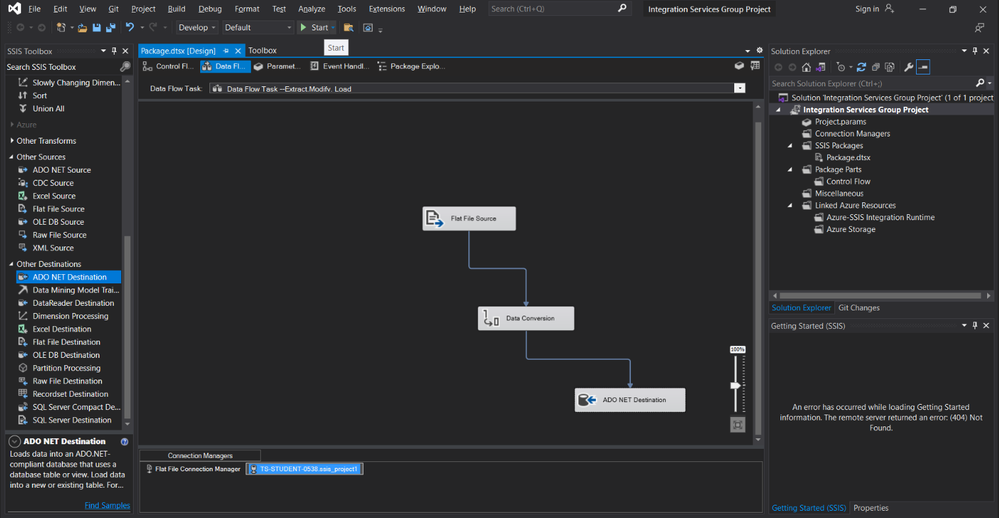 File Edit View Git Project Build Debug Format Test Analyze Tools Extensions Window Help Search (Ctrl+Q) Integration Services Group Project Sign in
Develop Default Start
Start
SSIS Toolbox
Search SSIS Toolbox
Slowly Changing Dimen...
Sort
Union All
Azure
Other Transforms
Other Sources
ADO NET Source
CDC Source
Excel Source
Flat File Source
OLE DB Source
Raw File Source
XML Source
Other Destinations
ADO NET Destination
Data Mining Model Trai...
DataReader Destination
Dimension Processing
Excel Destination
Flat File Destination
OLE DB Destination
Partition Processing
Raw File Destination
Recordset Destination
SQL Server Compact De...
SQL Server Destination
ADO NET Destination
Loads data into an ADO.NET-
compliant database that uses a
database table or view. Load data
into a new or existing table. For...
Find Samples
Package.dtsx [Design] Toolbox
Control Fl... Data Fl... Paramet... Event Handl... Package Explo...
Data Flow Task: Data Flow Task --Extract.Modify. Load
Flat File Source
Data Conversion
ADO NET Destination
100%
Connection Managers
Flat File Connection Manager TS-STUDENT-0538.ssis_project1
Solution Explorer
Search Solution Explorer (Ctrl+;)
Solution 'Integration Services Group Project' (1 of 1 project
Integration Services Group Project
Project.params
Connection Managers
SSIS Packages
Package.dtsx
Package Parts
Control Flow
Miscellaneous
Linked Azure Resources
Azure-SSIS Integration Runtime
Azure Storage
Solution Explorer Git Changes
Getting Started (SSIS)
An error has occurred while loading Getting Started
information. The remote server returned an error: (404) Not
Found.
Getting Started (SSIS) Properties